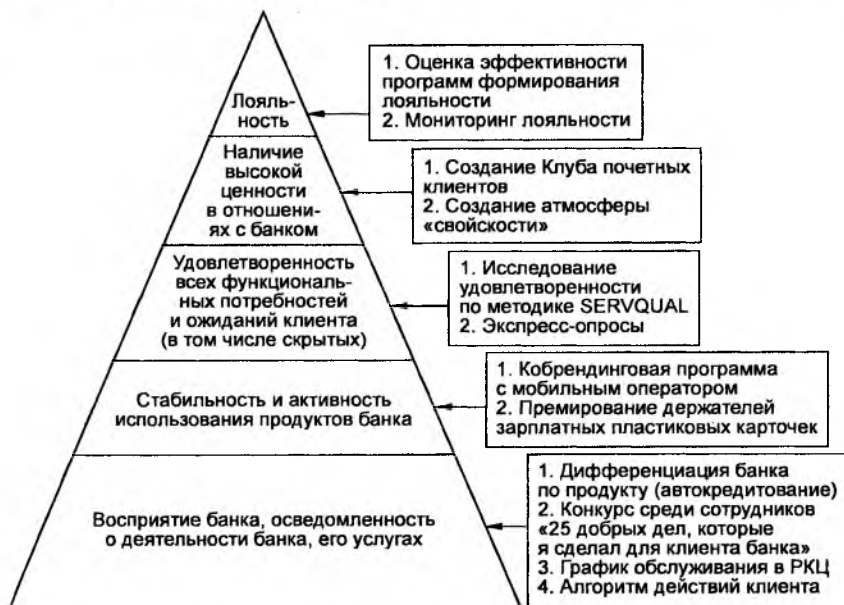 Лояль-
ность
1. Оценка эффективности
программ формирования
лояльности
2. Мониторинг лояльности
Наличие
высокой
ценности
в отношени-
ях с банком
1. Создание Клуба почетных
клиентов
2. Создание атмосферы
«свойскости»
Удовлетворенность
всех функциональ-
ных потребностей
и ожиданий клиента
(в том числе скрытых)
1. Исследование
удовлетворенности
по методике SERVQUAL
2. Экспресс-опросы
Стабильность и активность
использования продуктов банка
1. Кобрендинговая программа
с мобильным оператором
2. Премирование держателей
зарплатных пластиковых карточек
Восприятие банка, осведомленность
о деятельности банка, его услугах
1. Дифференциация банка
по продукту (автокредитование)
2. Конкурс среди сотрудников
«25 добрых дел, которые
я сделал для клиента банка»
3. График обслуживания в РКЦ
4. Алгоритм действий клиента